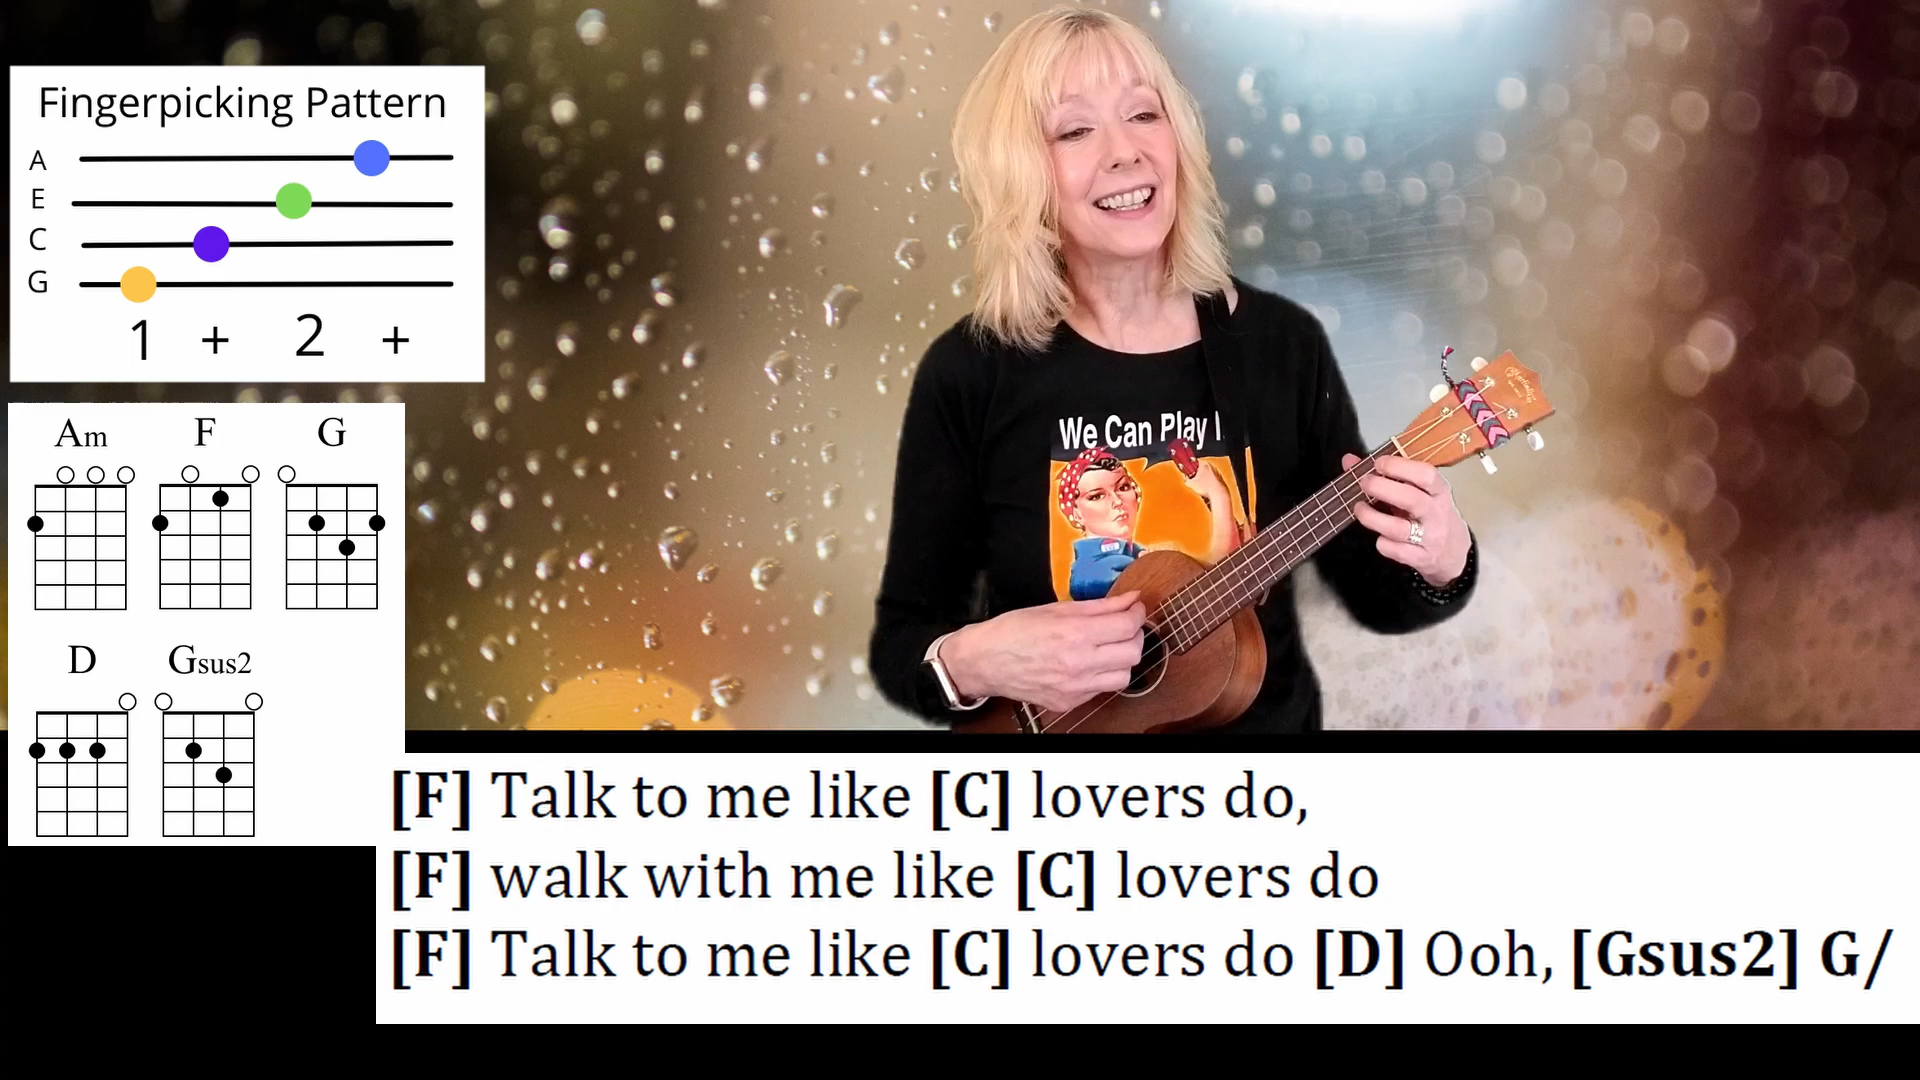 Fingerpicking Pattern
A
E
C
G
1 + 2 +
Am F G
D Gsus2
We Can Play I
[F] Talk to me like [C] lovers do,
[F] walk with me like [C] lovers do
[F] Talk to me like [C] lovers do [D] Ooh, [Gsus2] G/